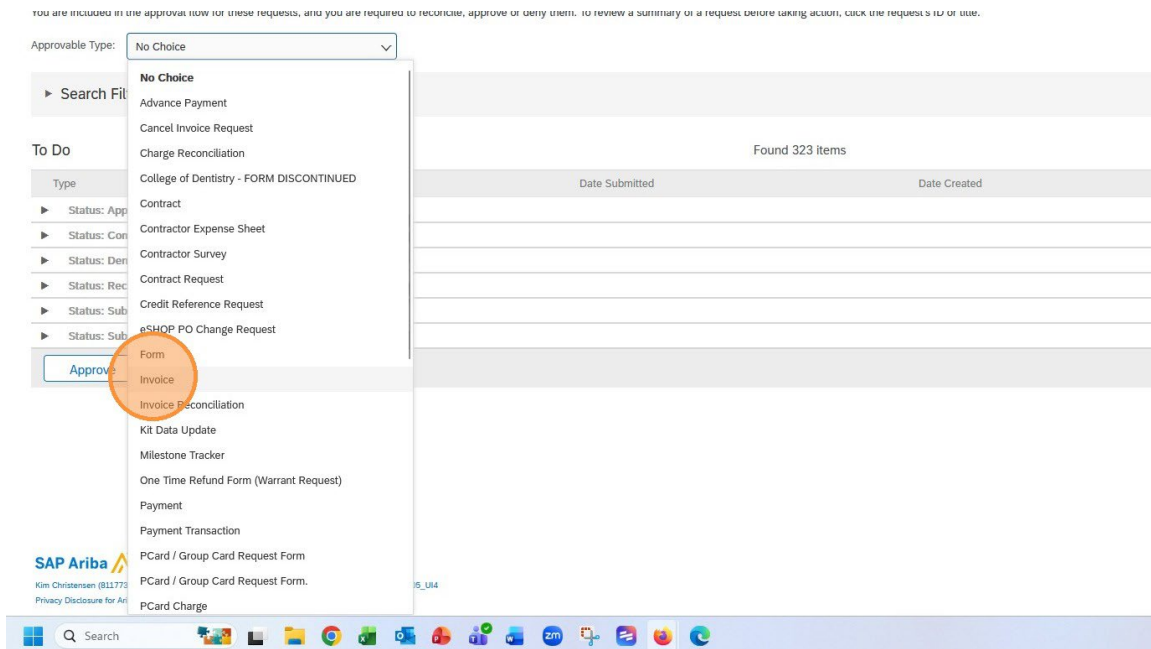 You are included in the approval flow for these requests, and you are required to reconcile, approve or deny them. To review a summary of a request before taking action, click the request's ID or title.
Approvable Type: No Choice
No Choice
Search Fil
Advance Payment
Cancel Invoice Request
To Do
Charge Reconciliation
Found 323 items
Type
College of Dentistry - FORM DISCONTINUED
Date Submitted
Date Created
Contract
Status: App
Contractor Expense Sheet
Status: Con
Contractor Survey
Status: Den
Contract Request
Status: Rec
Credit Reference Request
Status: Sub
eSHOP PO Change Request
Status: Sub
Form
Approve
Invoice
Invoice Reconciliation
Kit Data Update
Milestone Tracker
One Time Refund Form (Warrant Request)
Payment
Payment Transaction
SAP Ariba
PCard / Group Card Request Form
Kim Christensen (811773
PCard / Group Card Request Form.
I5_UI4
Privacy Disclosure for Ari
PCard Charge
Search
zm